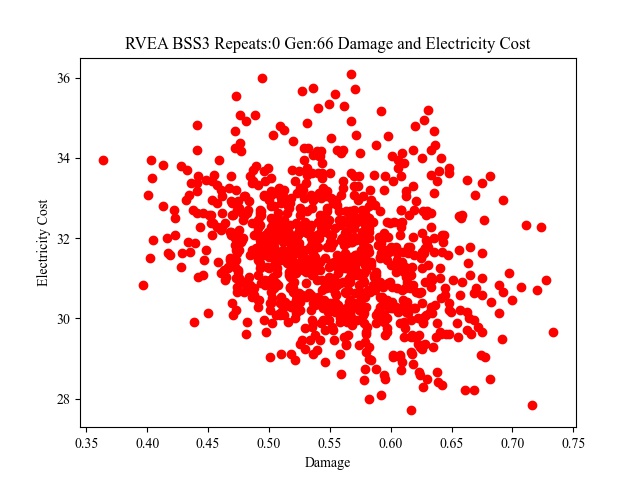 RVEA BSS3 Repeats:0 Gen:66 Damage and Electricity Cost
Electricity Cost
36
34
32
30
28
0.35 0.40 0.45 0.50 0.55 0.60 0.65 0.70 0.75
Damage